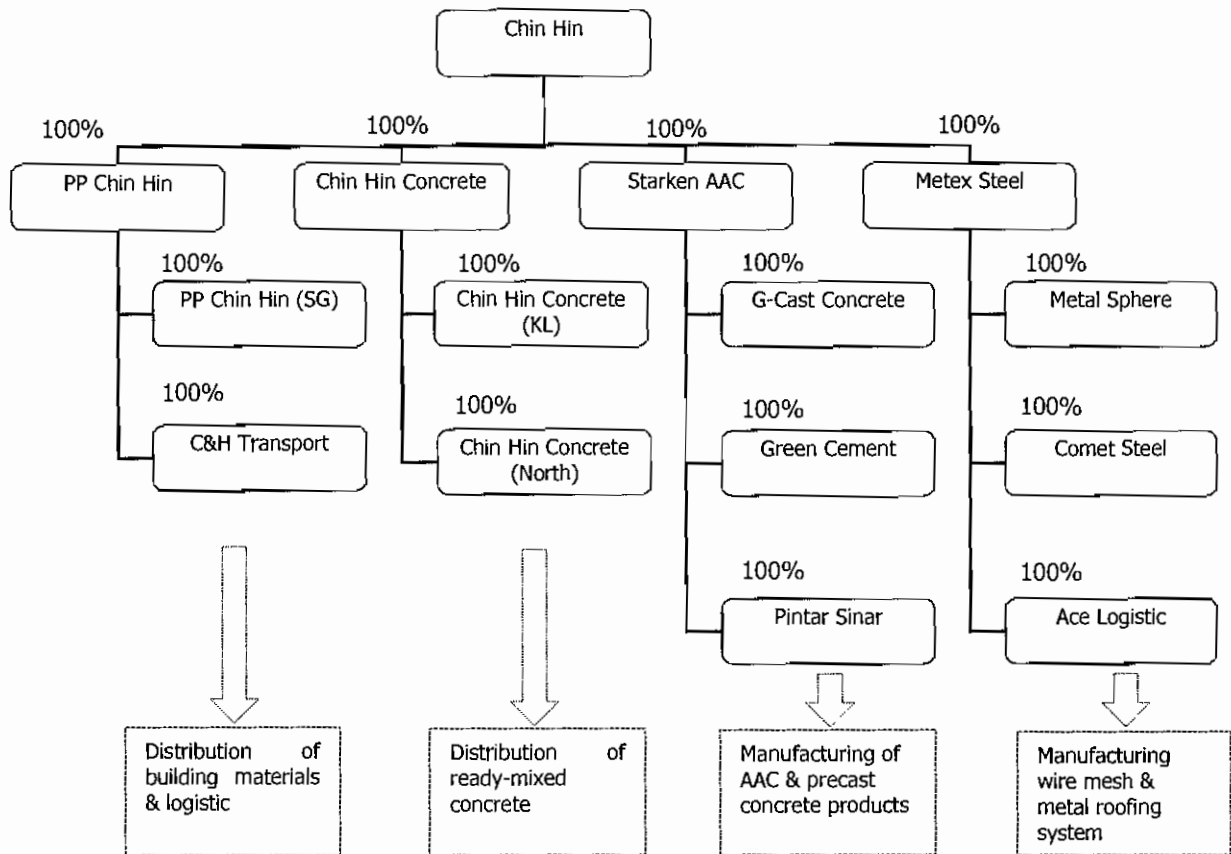 Chin Hin
100%
100%
100%
100%
PP Chin Hin
Chin Hin Concrete
Starken AAC
Metex Steel
100%
100%
100%
100%
PP Chin Hin (SG)
Chin Hin Concrete
(KL)
G-Cast Concrete
Metal Sphere
100%
100%
100%
100%
C&H Transport
Chin Hin Concrete
(North)
Green Cement
Comet Steel
100%
100%
Pintar Sinar
Ace Logistic
Distribution of
building materials
& logistic
Distribution of
ready-mixed
concrete
Manufacturing of
AAC & precast
concrete products
Manufacturing
wire mesh &
metal roofing
system